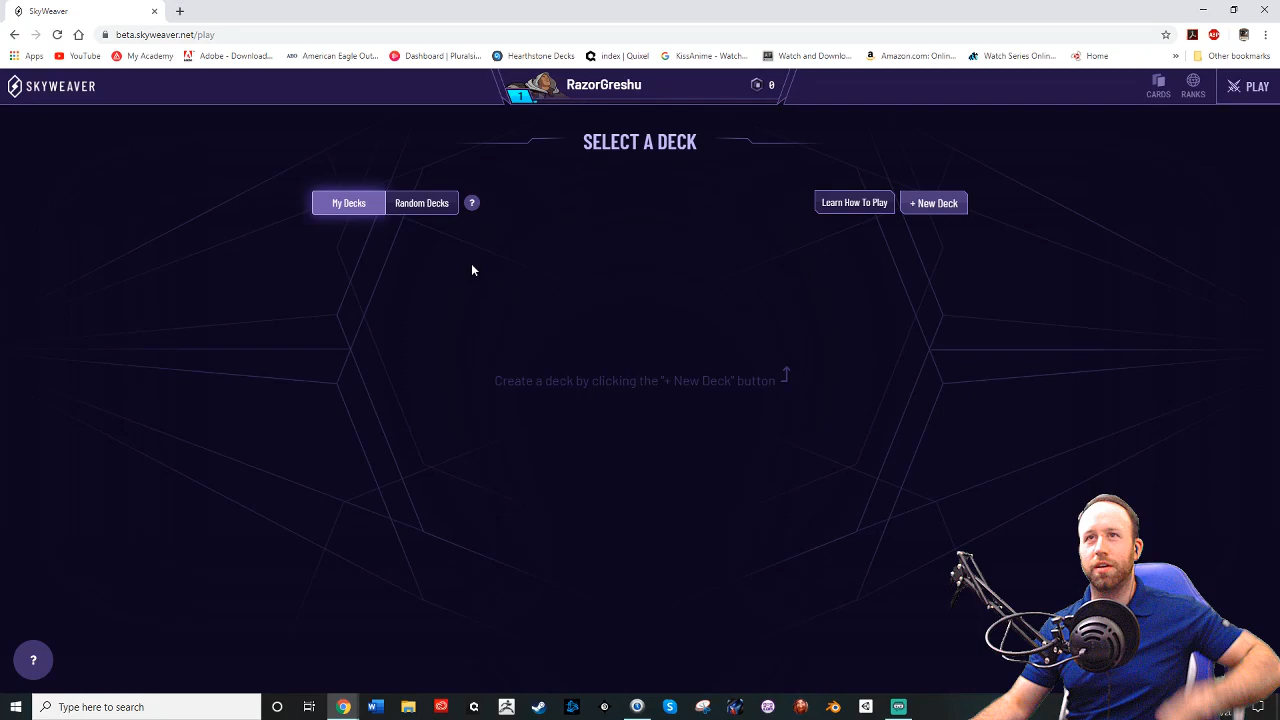 SkyWeaver
beta.skyweaver.net/play
Apps
YouTube
My Academy
Adobe - Download...
ABO
American Eagle Out...
Dashboard | Pluralsi...
Hearthstone Decks
index | Quixel
KissAnime - Watch...
Watch and Downlo...
Amazon.com: Onlin...
Watch Series Onlin...
Home
»
Other bookmarks
SKYWEAVER
1
RazorGreshu
0
CARDS
RANKS
PLAY
SELECT A DECK
My Decks
Random Decks
?
Learn How To Play
+ New Deck
Create a deck by clicking the "+ New Deck" button
?
Type here to search